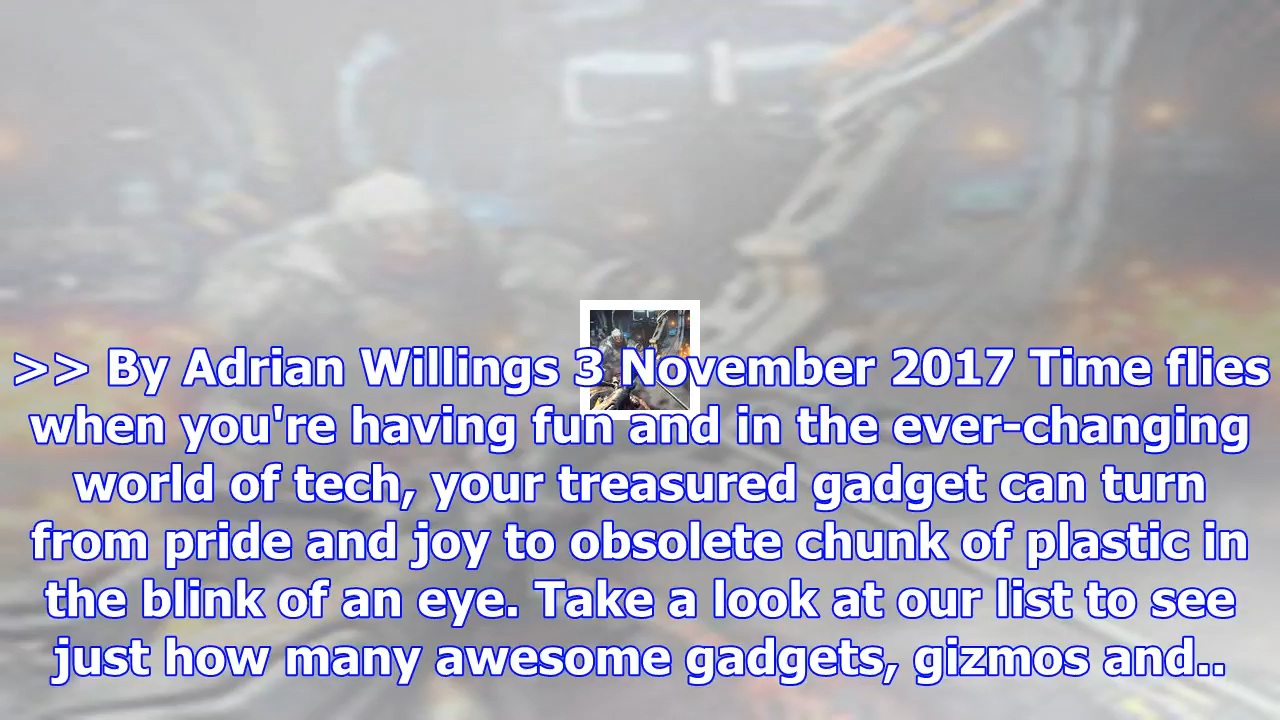 >> By Adrian Willings 3 November 2017 Time flies
when you're having fun and in the ever-changing
world of tech, your treasured gadget can turn
from pride and joy to obsolete chunk of plastic in
the blink of an eye. Take a look at our list to see
just how many awesome gadgets, gizmos and..